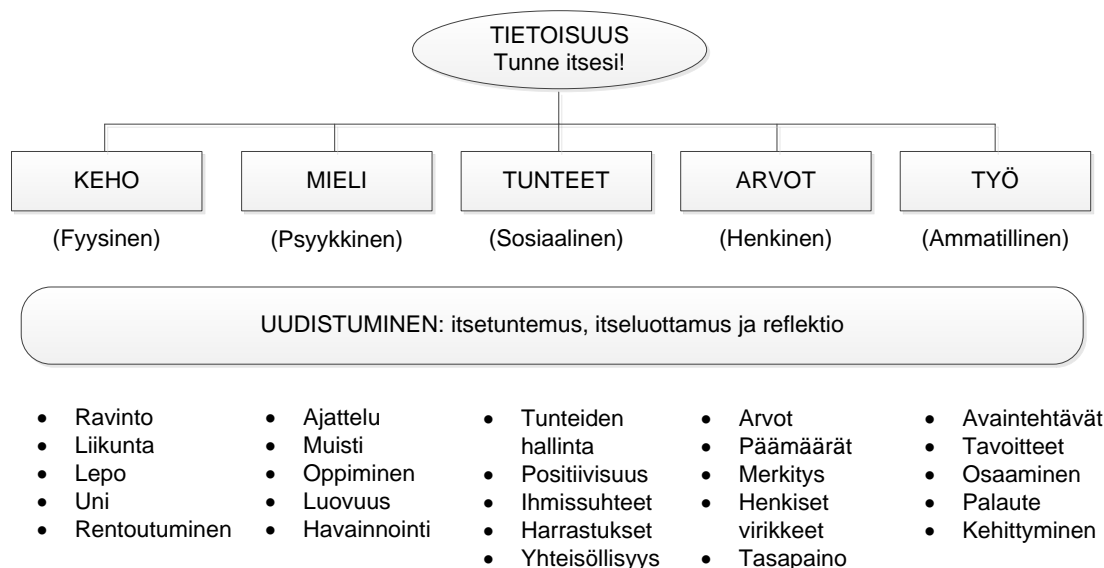 TIETOISUUS
Tunne itsesi!
KEHO
MIELI
TUNTEET
ARVOT
TYÖ
(Fyysinen)
(Psyykkinen)
(Sosiaalinen)
(Henkinen)
(Ammatillinen)
UUDISTUMINEN: itsetuntemus, itseluottamus ja reflektio
• Ravinto
• Liikunta
• Lepo
• Uni
• Rentoutuminen
• Ajattelu
• Muisti
• Oppiminen
• Luovuus
• Havainnointi
• Tunteiden
hallinta
• Positiivisuus
• Ihmissuhteet
• Harrastukset
• Yhteisöllisyys
• Arvot
• Päämäärät
• Merkitys
• Henkiset
virikkeet
• Tasapaino
• Avaintehtävät
• Tavoitteet
• Osaaminen
• Palaute
• Kehittyminen